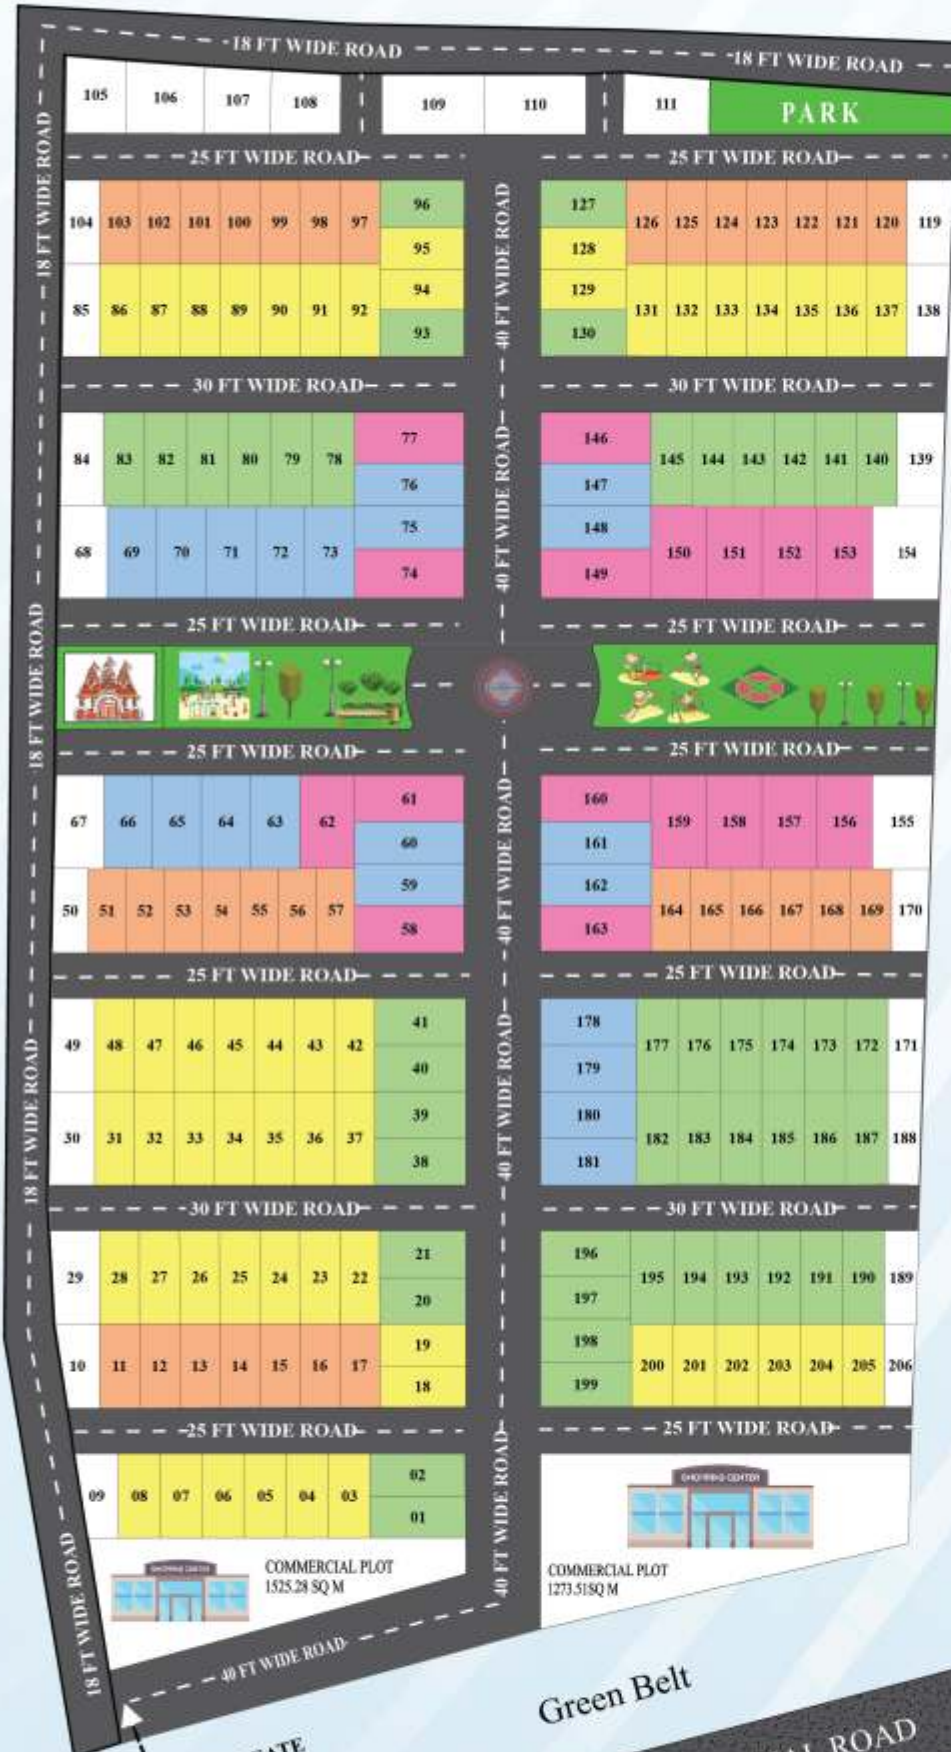 18 FT WIDE ROAD
18 FT WIDE ROAD
105 106 107 108 109 110 111 PARK
25 FT WIDE ROAD 25 FT WIDE ROAD
18 FT WIDE ROAD
40 FT WIDE ROAD
104 103 102 101 100 99 98 97 96 127 126 125 124 123 122 121 120 119
95 128
94 129
85 86 87 88 89 90 91 92 93 130 131 132 133 134 135 136 137 138
30 FT WIDE ROAD 30 FT WIDE ROAD
40 FT WIDE ROAD
84 83 82 81 80 79 78 77 146 145 144 143 142 141 140 139
76 147
75 148
68 69 70 71 72 73 74 149 150 151 152 153 154
25 FT WIDE ROAD 25 FT WIDE ROAD
18 FT WIDE ROAD
25 FT WIDE ROAD 25 FT WIDE ROAD
40 FT WIDE ROAD
67 66 65 64 63 62 61 160 159 158 157 156 155
60 161
59 162
50 51 52 53 54 55 56 57 58 163 164 165 166 167 168 169 170
25 FT WIDE ROAD 25 FT WIDE ROAD
18 FT WIDE ROAD
40 FT WIDE ROAD
49 48 47 46 45 44 43 42 41 178 177 176 175 174 173 172 171
40 179
39 180
30 31 32 33 34 35 36 37 38 181 182 183 184 185 186 187 188
30 FT WIDE ROAD 30 FT WIDE ROAD
29 28 27 26 25 24 23 22 21 196 195 194 193 192 191 190 189
20 197
19 198
10 11 12 13 14 15 16 17 18 199 200 201 202 203 204 205 206
25 FT WIDE ROAD 25 FT WIDE ROAD
40 FT WIDE ROAD
09 08 07 06 05 04 03 02
01
SHOPPING CENTER
COMMERCIAL PLOT
1273.51SQ M
SHOPPING CENTER
COMMERCIAL PLOT
1525.28 SQ M
18 FT WIDE ROAD
40 FT WIDE ROAD
Green Belt
ROAD